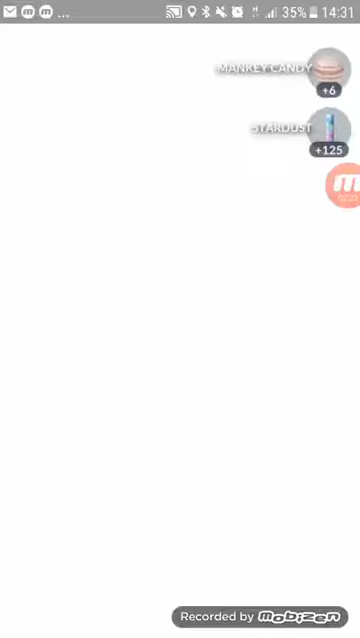 ... 35% 14:31
MANKEY CANDY
+6
STARDUST
+125
Recorded by mobizen